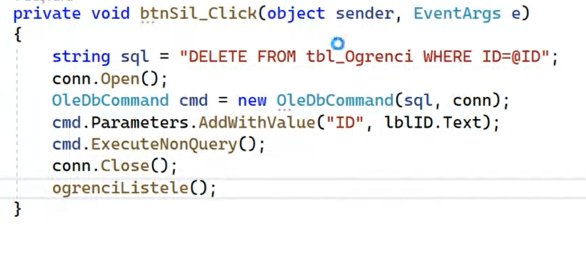 private void btnSil_Click(object sender, EventArgs e)
{
string sql = "DELETE FROM tbl_Ogrenci WHERE ID=@ID";
conn.Open();
OleDbCommand cmd = new OleDbCommand(sql, conn);
cmd.Parameters.AddWithValue("ID", lblID.Text);
cmd.ExecuteNonQuery();
conn.Close();
ogrenciListele();
}